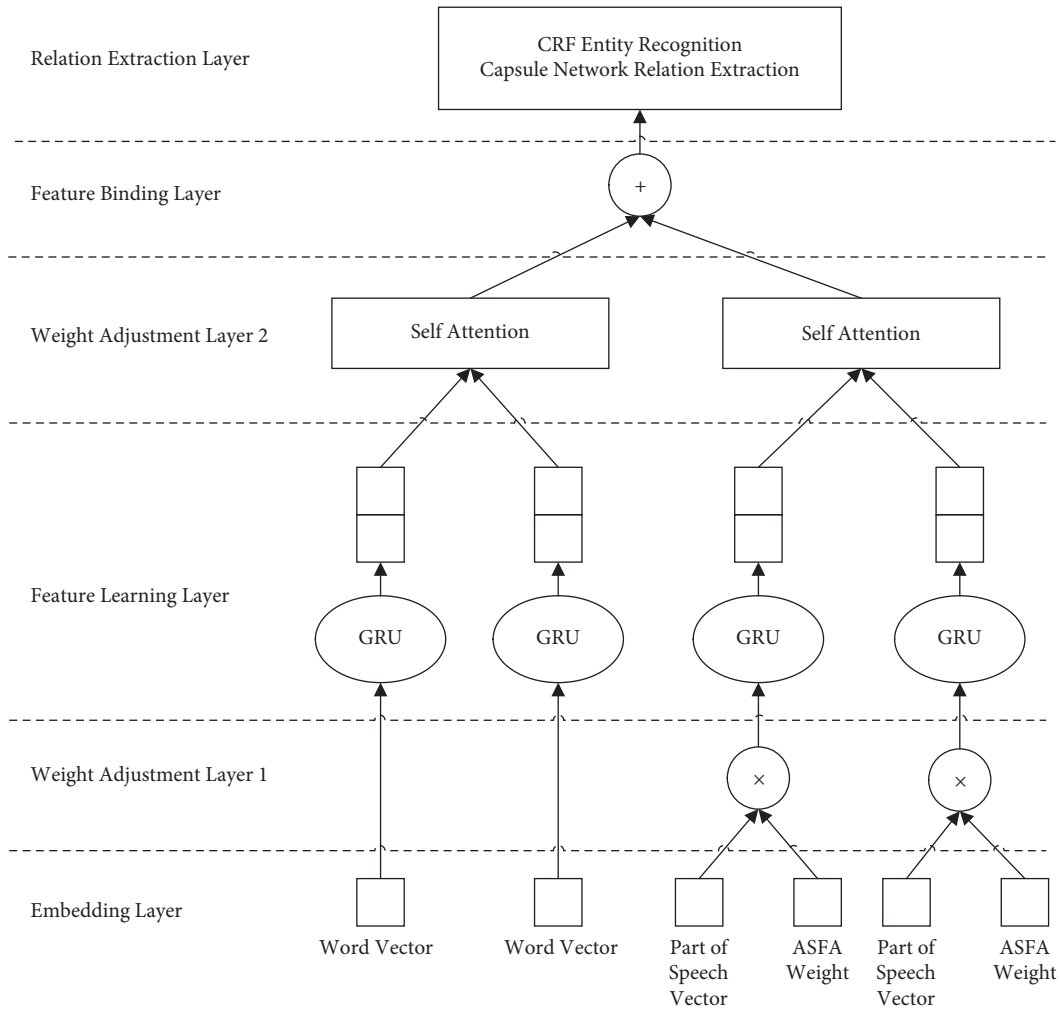 Relation Extraction Layer
CRF Entity Recognition
Capsule Network Relation Extraction
Feature Binding Layer
+
Weight Adjustment Layer 2
Self Attention
Self Attention
Feature Learning Layer
GRU
GRU
GRU
GRU
Weight Adjustment Layer 1
×
×
Embedding Layer
Word Vector
Word Vector
Part of
Speech
Vector
ASFA
Weight
Part of
Speech
Vector
ASFA
Weight